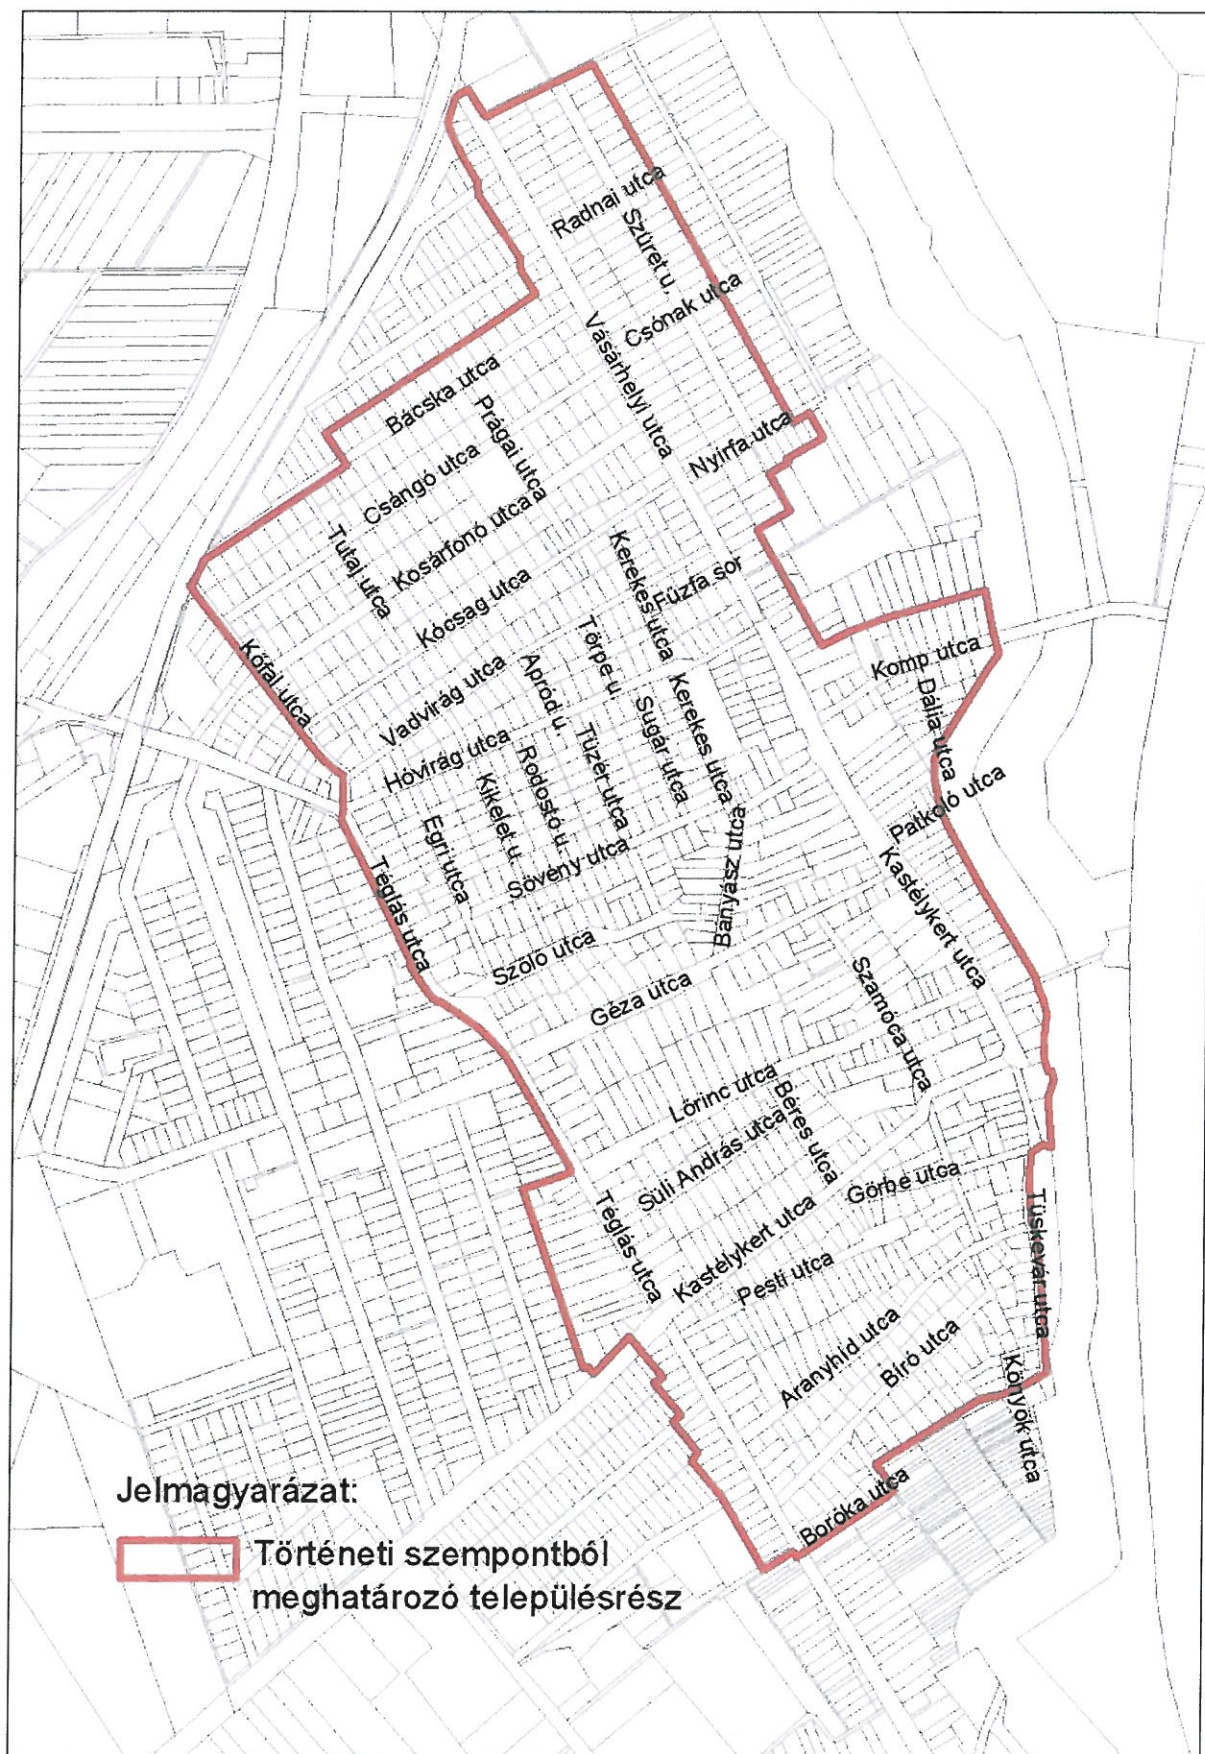 Radnai utca
Szüret u.
Csónak utca
Vásárhelyi utca
Bácska utca
Prágai utca
Nyírfa utca
Csángó utca
Kosárfonó utca
Tutaj utca
Kerekes utca
Fűzfa sor
Kócsag utca
Törpe u.
Komp utca
Kőfal utca
Vadvirág utca
Apród u.
Dália utca
Kerekes utca
Sugár utca
Hóvirág utca
Tüzér utca
Rodostó u.
Kikelet u.
Patkoló utca
Egri utca
Sövény utca
Bányász utca
Téglás utca
Kastélykert utca
Szőlő utca
Géza utca
Szamóca utca
Lőrinc utca
Béres utca
Süli András utca
Görbe utca
Téglás utca
Kastélykert utca
Tüskevár utca
Pesti utca
Aranyhíd utca
Bíró utca
Könyök utca
Boróka utca
Jelmagyarázat:
Történeti szempontból
meghatározó településrész